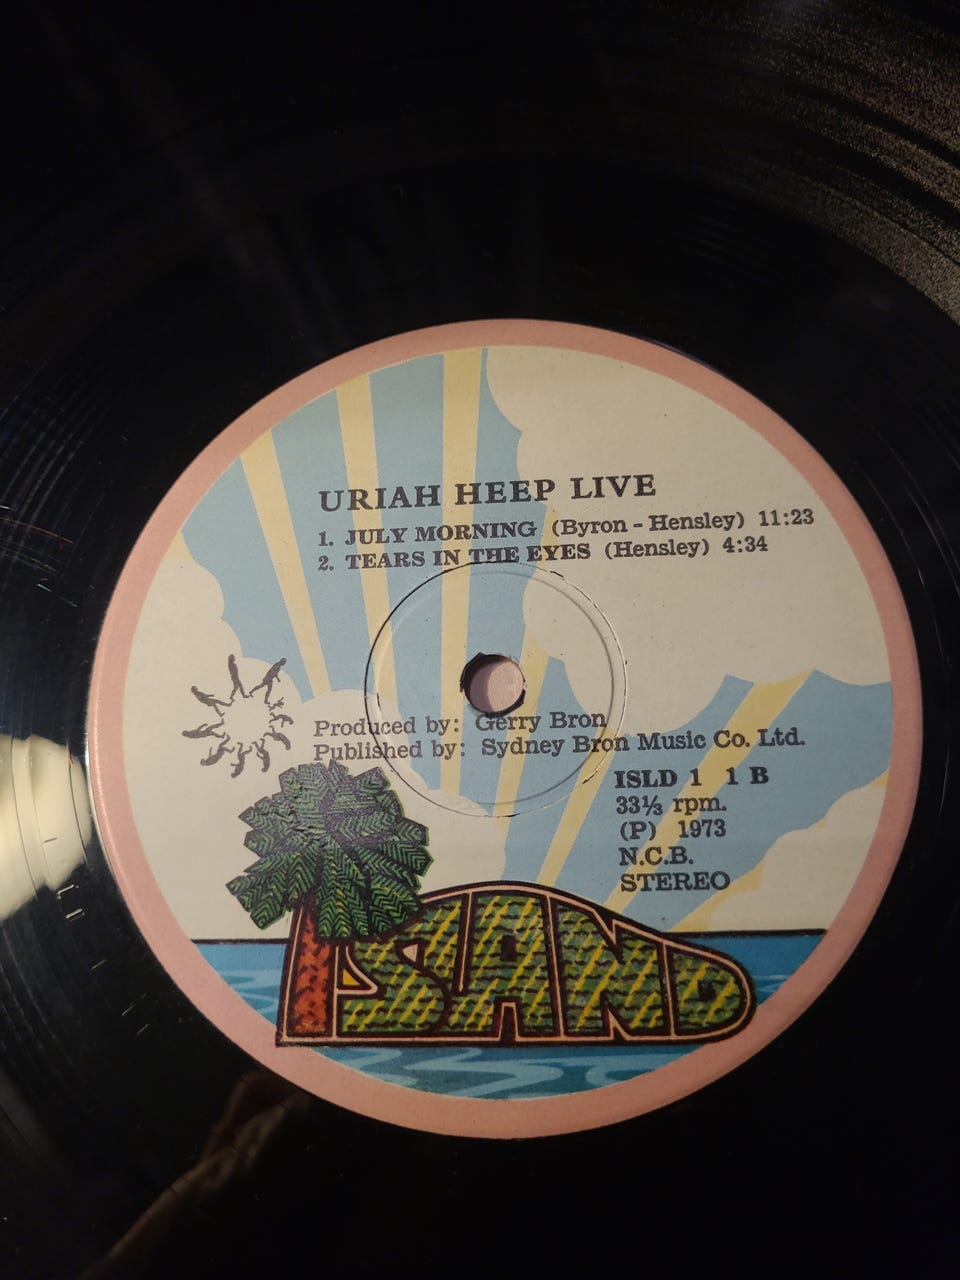 URIAH HEEP LIVE
1. JULY MORNING (Byron - Hensley) 11:23
2. TEARS IN THE EYES (Hensley) 4:34
Produced by: Gerry Bron
Published by: Sydney Bron Music Co. Ltd.
ISLD 1 1 B
33⅓ rpm.
(P) 1973
N.C.B.
STEREO
ISLAND